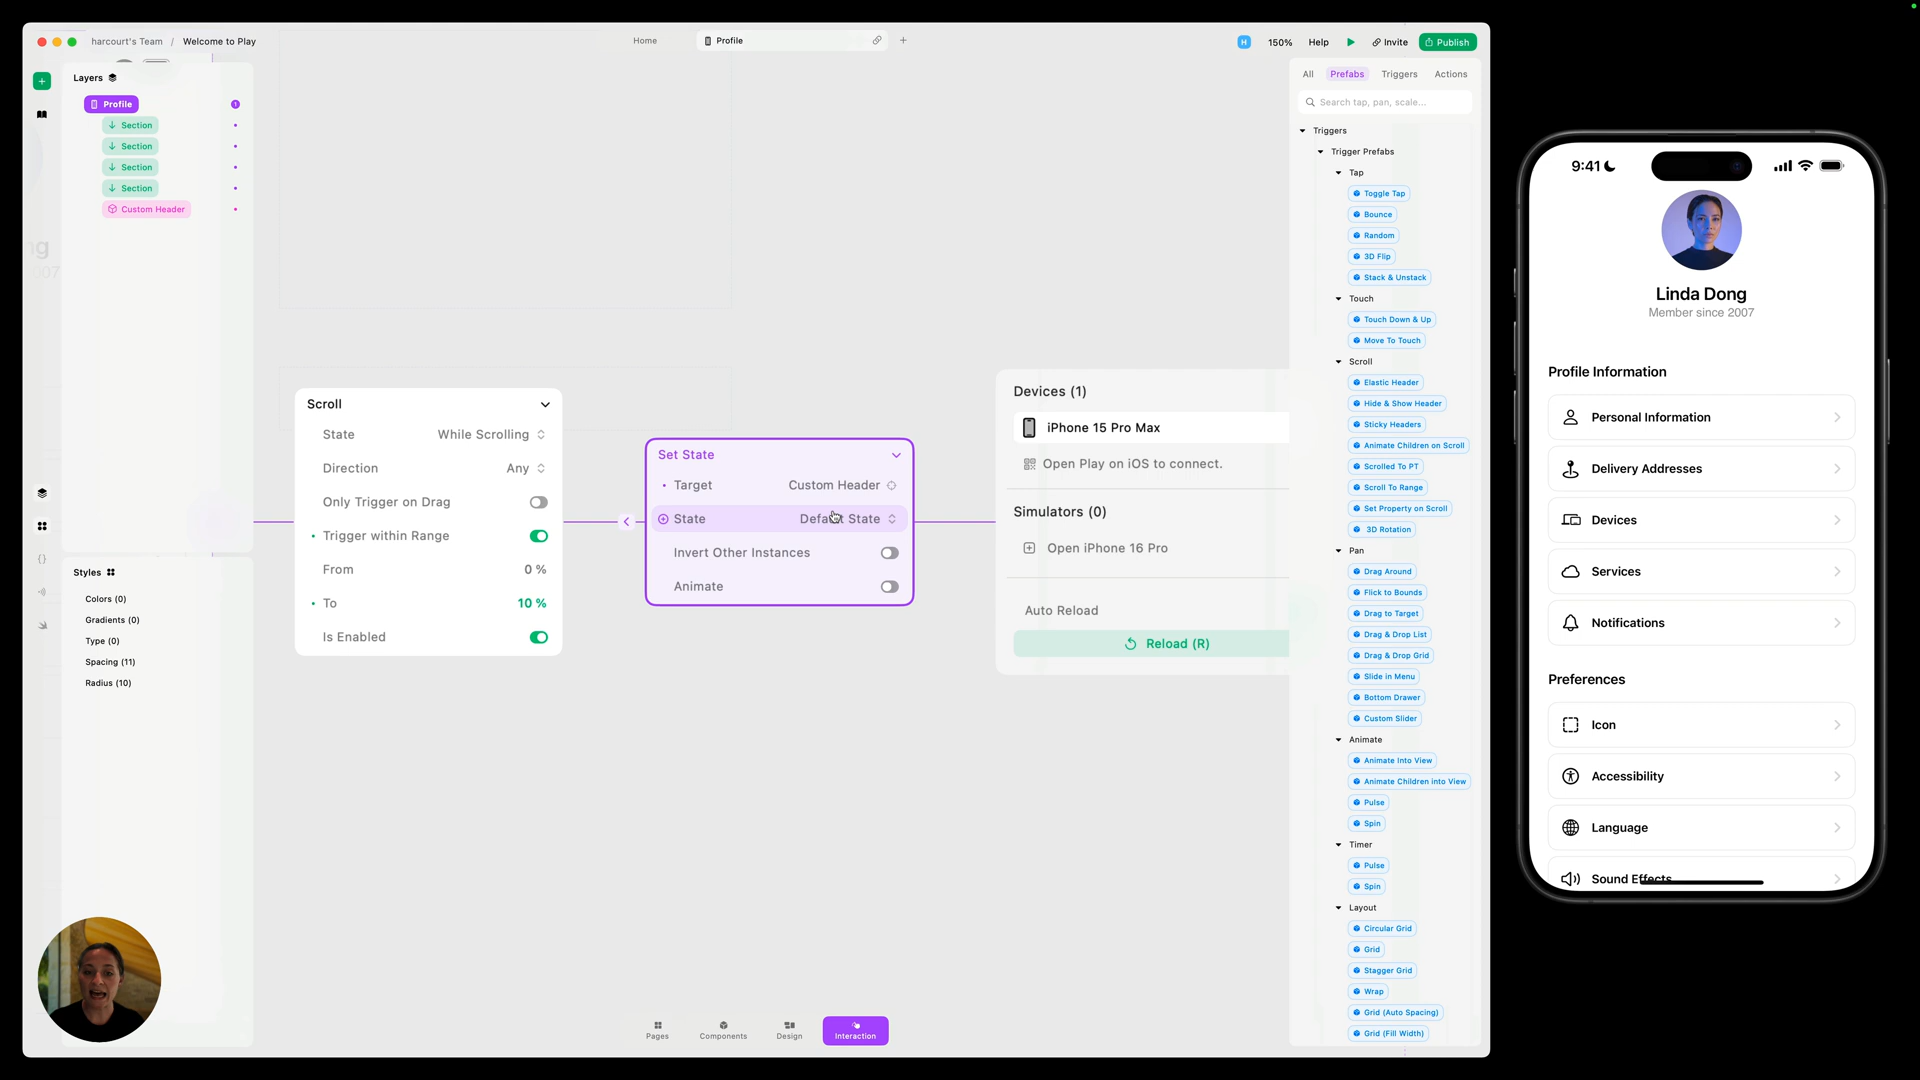 harcourt's Team / Welcome to Play
Home
Profile
H
150%
Help
Invite
Publish
Layers
Profile
1
Section
Section
Section
Section
Custom Header
ng
007
Styles
Colors (0)
Gradients (0)
Type (0)
Spacing (11)
Radius (10)
Scroll
State While Scrolling
Direction Any
Only Trigger on Drag
Trigger within Range
From 0 %
To 10 %
Is Enabled
Set State
Target Custom Header
State Default State
Invert Other Instances
Animate
Devices (1)
iPhone 15 Pro Max
Open Play on iOS to connect.
Simulators (0)
Open iPhone 16 Pro
Auto Reload
Reload (R)
Pages
Components
Design
Interaction
All Prefabs Triggers Actions
Search tap, pan, scale...
Triggers
Trigger Prefabs
Tap
Toggle Tap
Bounce
Random
3D Flip
Stack & Unstack
Touch
Touch Down & Up
Move To Touch
Scroll
Elastic Header
Hide & Show Header
Sticky Headers
Animate Children on Scroll
Scrolled To PT
Scroll To Range
Set Property on Scroll
3D Rotation
Pan
Drag Around
Flick to Bounds
Drag to Target
Drag & Drop List
Drag & Drop Grid
Slide in Menu
Bottom Drawer
Custom Slider
Animate
Animate Into View
Animate Children into View
Pulse
Spin
Timer
Pulse
Spin
Layout
Circular Grid
Grid
Stagger Grid
Wrap
Grid (Auto Spacing)
Grid (Fill Width)
9:41
Linda Dong
Member since 2007
Profile Information
Personal Information
Delivery Addresses
Devices
Services
Notifications
Preferences
Icon
Accessibility
Language
Sound Effects